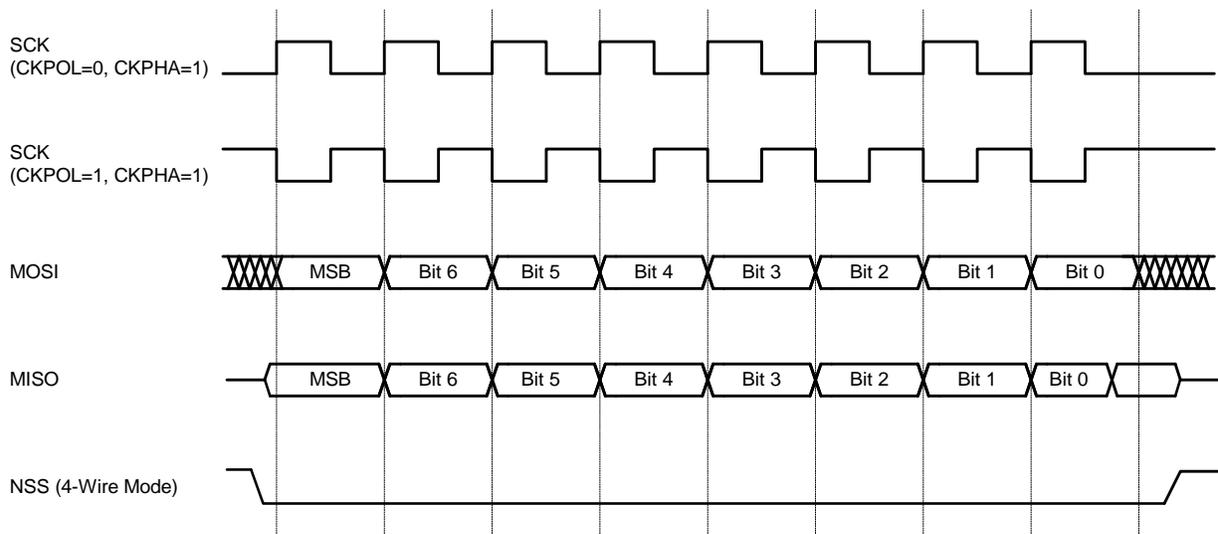 SCK
(CKPOL=0, CKPHA=1)
SCK
(CKPOL=1, CKPHA=1)
MOSI MSB Bit 6 Bit 5 Bit 4 Bit 3 Bit 2 Bit 1 Bit 0
MISO MSB Bit 6 Bit 5 Bit 4 Bit 3 Bit 2 Bit 1 Bit 0
NSS (4-Wire Mode)